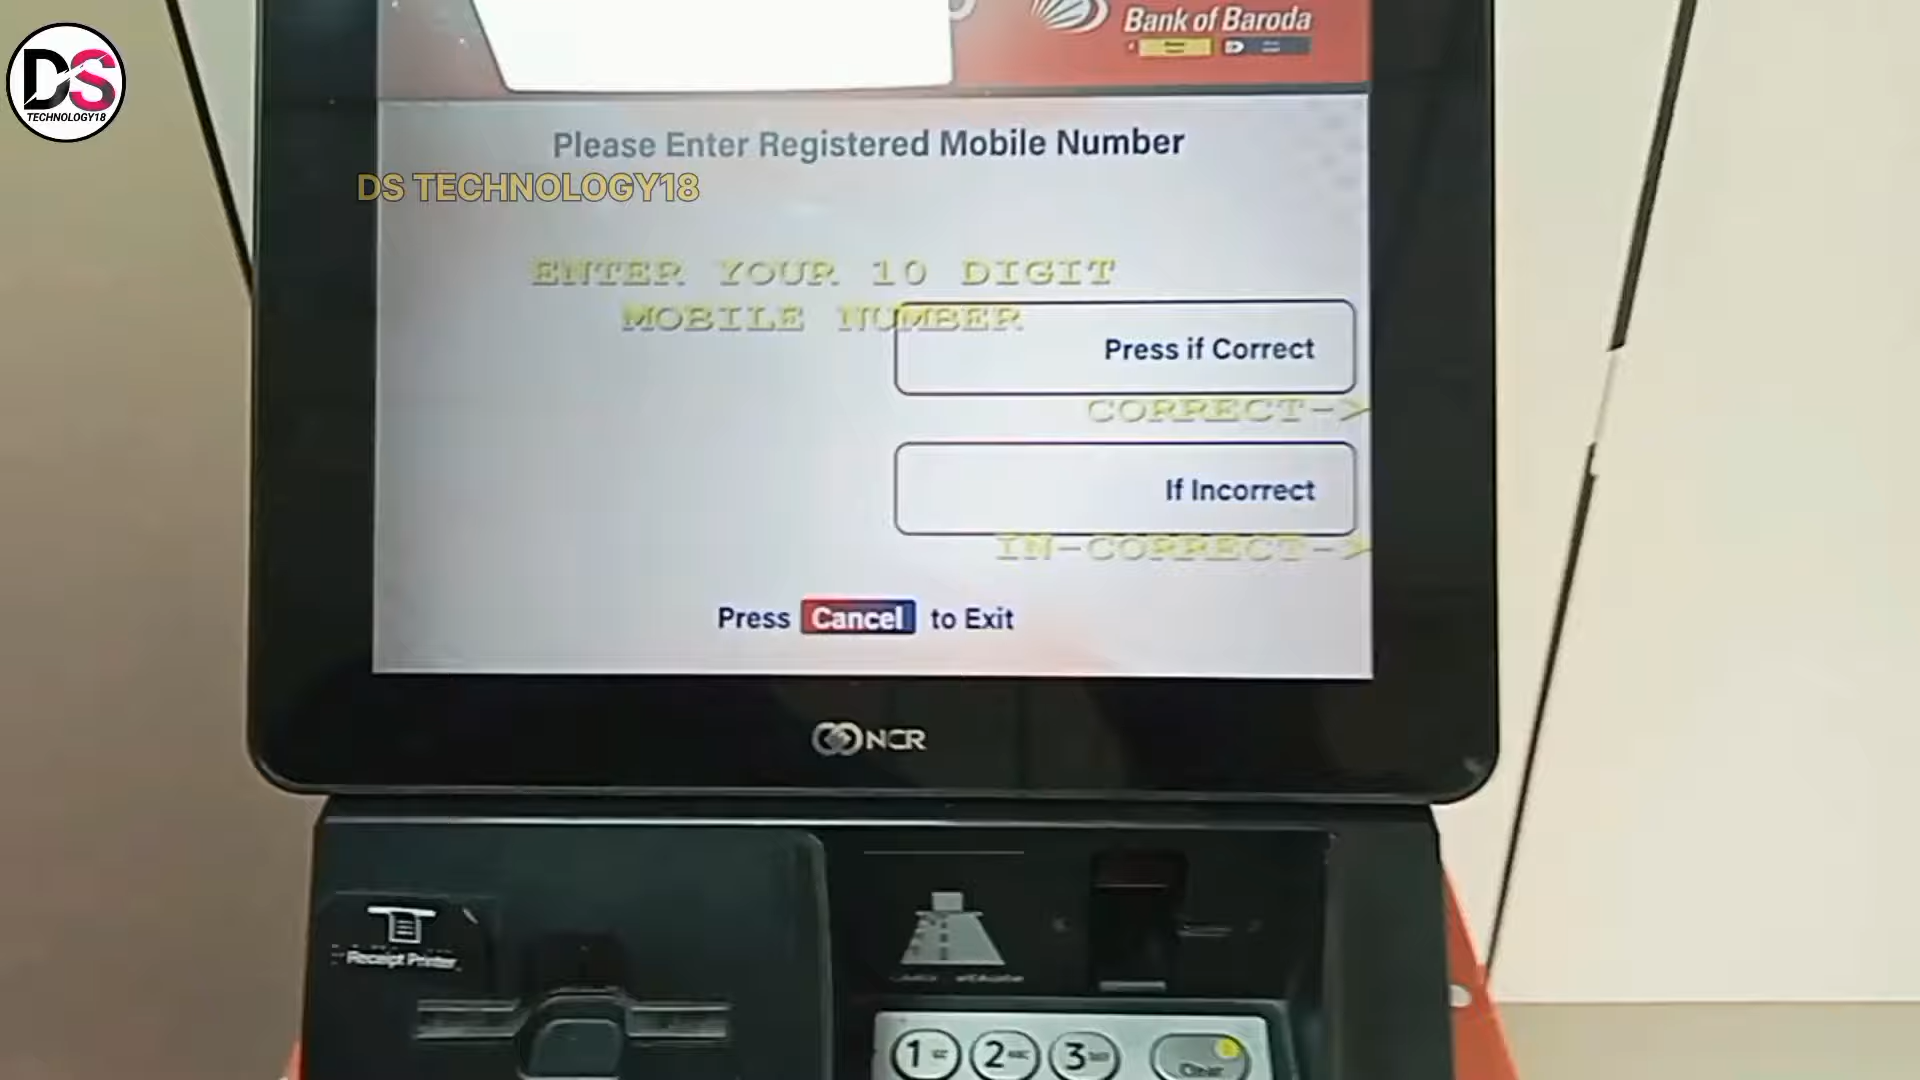 DS
TECHNOLOGY18
Bank of Baroda
Please Enter Registered Mobile Number
DS TECHNOLOGY18
ENTER YOUR 10 DIGIT
MOBILE NUMBER
Press if Correct
CORRECT->
If Incorrect
IN-CORRECT->
Press Cancel to Exit
NCR
Receipt Printer
1 2 3 Clear